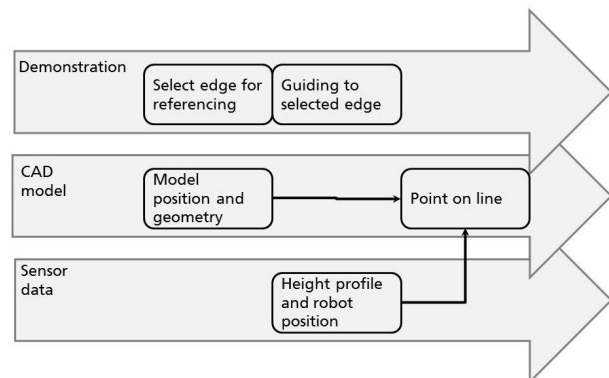 Demonstration
Select edge for
referencing
Guiding to
selected edge
CAD
model
Model
position and
geometry
Point on line
Sensor
data
Height profile
and robot
position